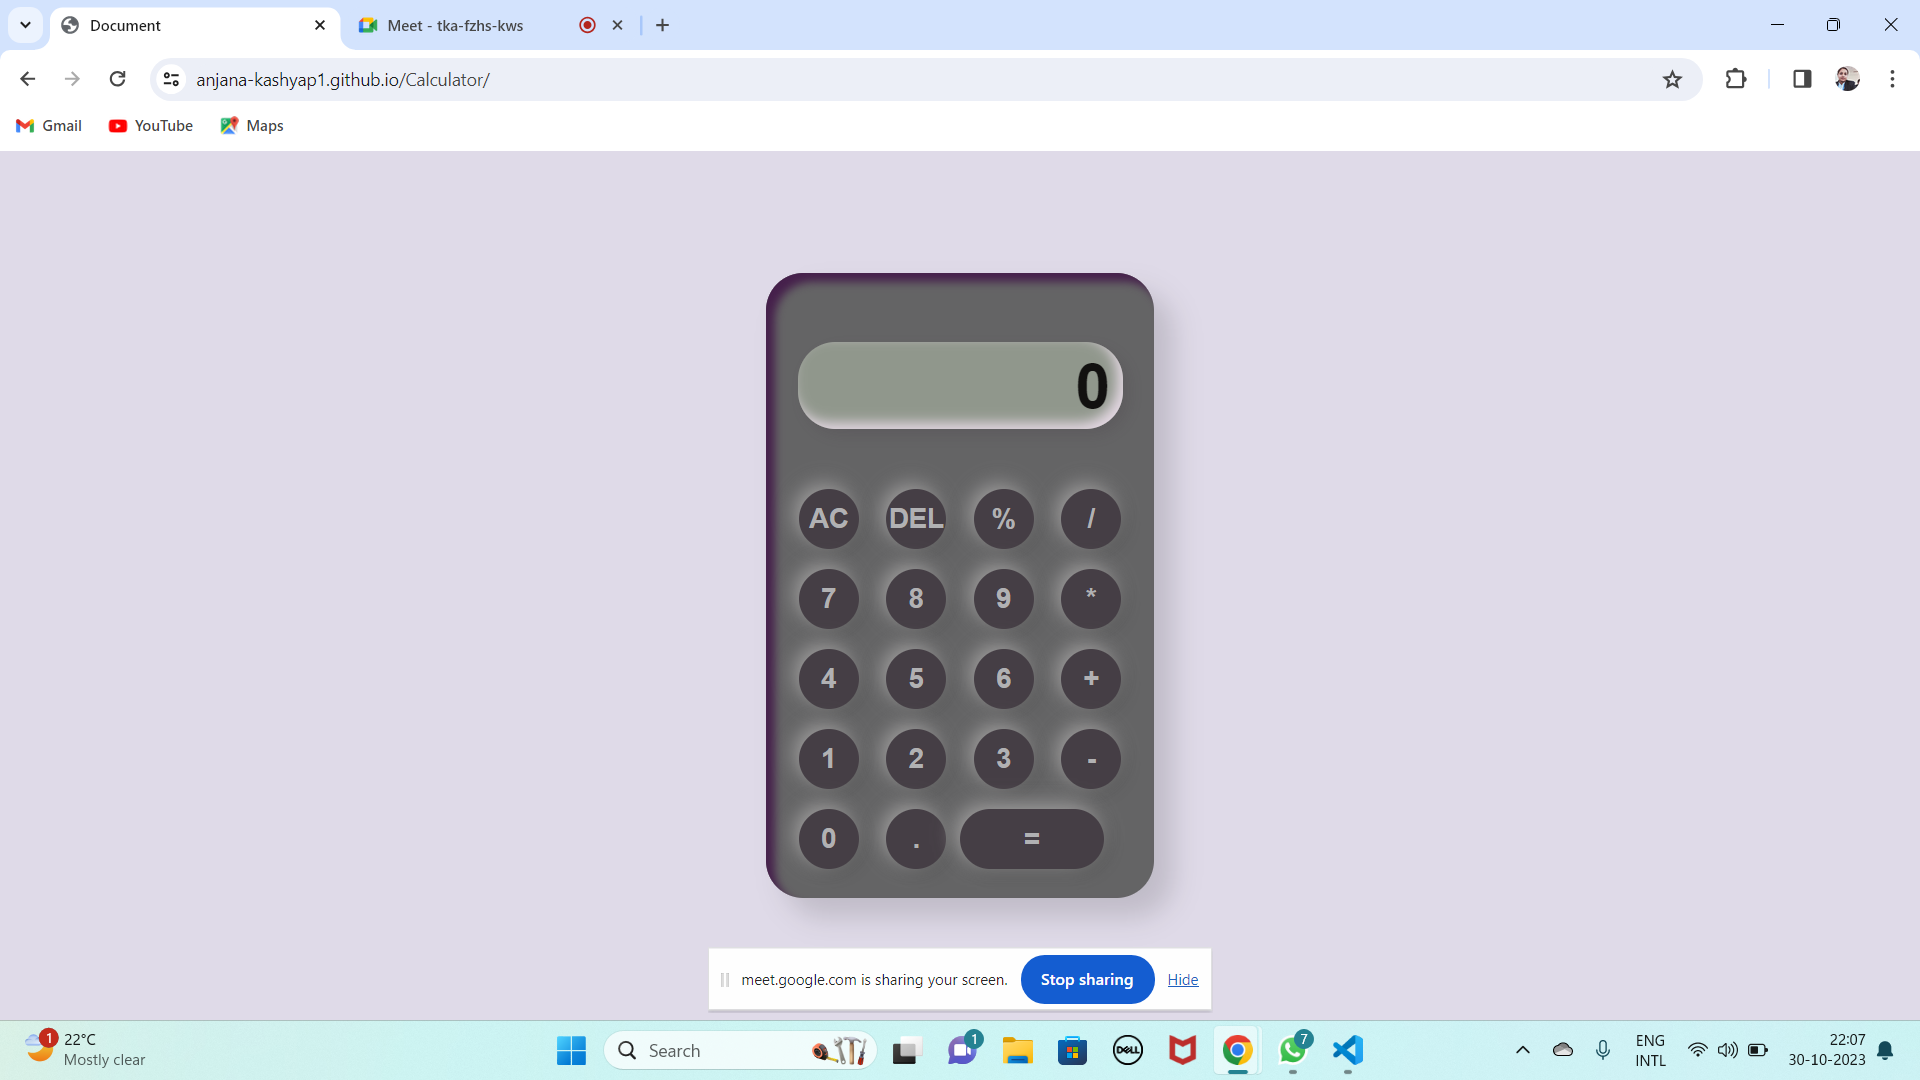 Document
Meet - tka-fzhs-kws
anjana-kashyap1.github.io/Calculator/
Gmail YouTube Maps
0
AC DEL % /
7 8 9 *
4 5 6 +
1 2 3 -
0 . =
meet.google.com is sharing your screen. Stop sharing Hide
1 22°C
Mostly clear
Search
1
DELL
7
ENG
INTL
22:07
30-10-2023